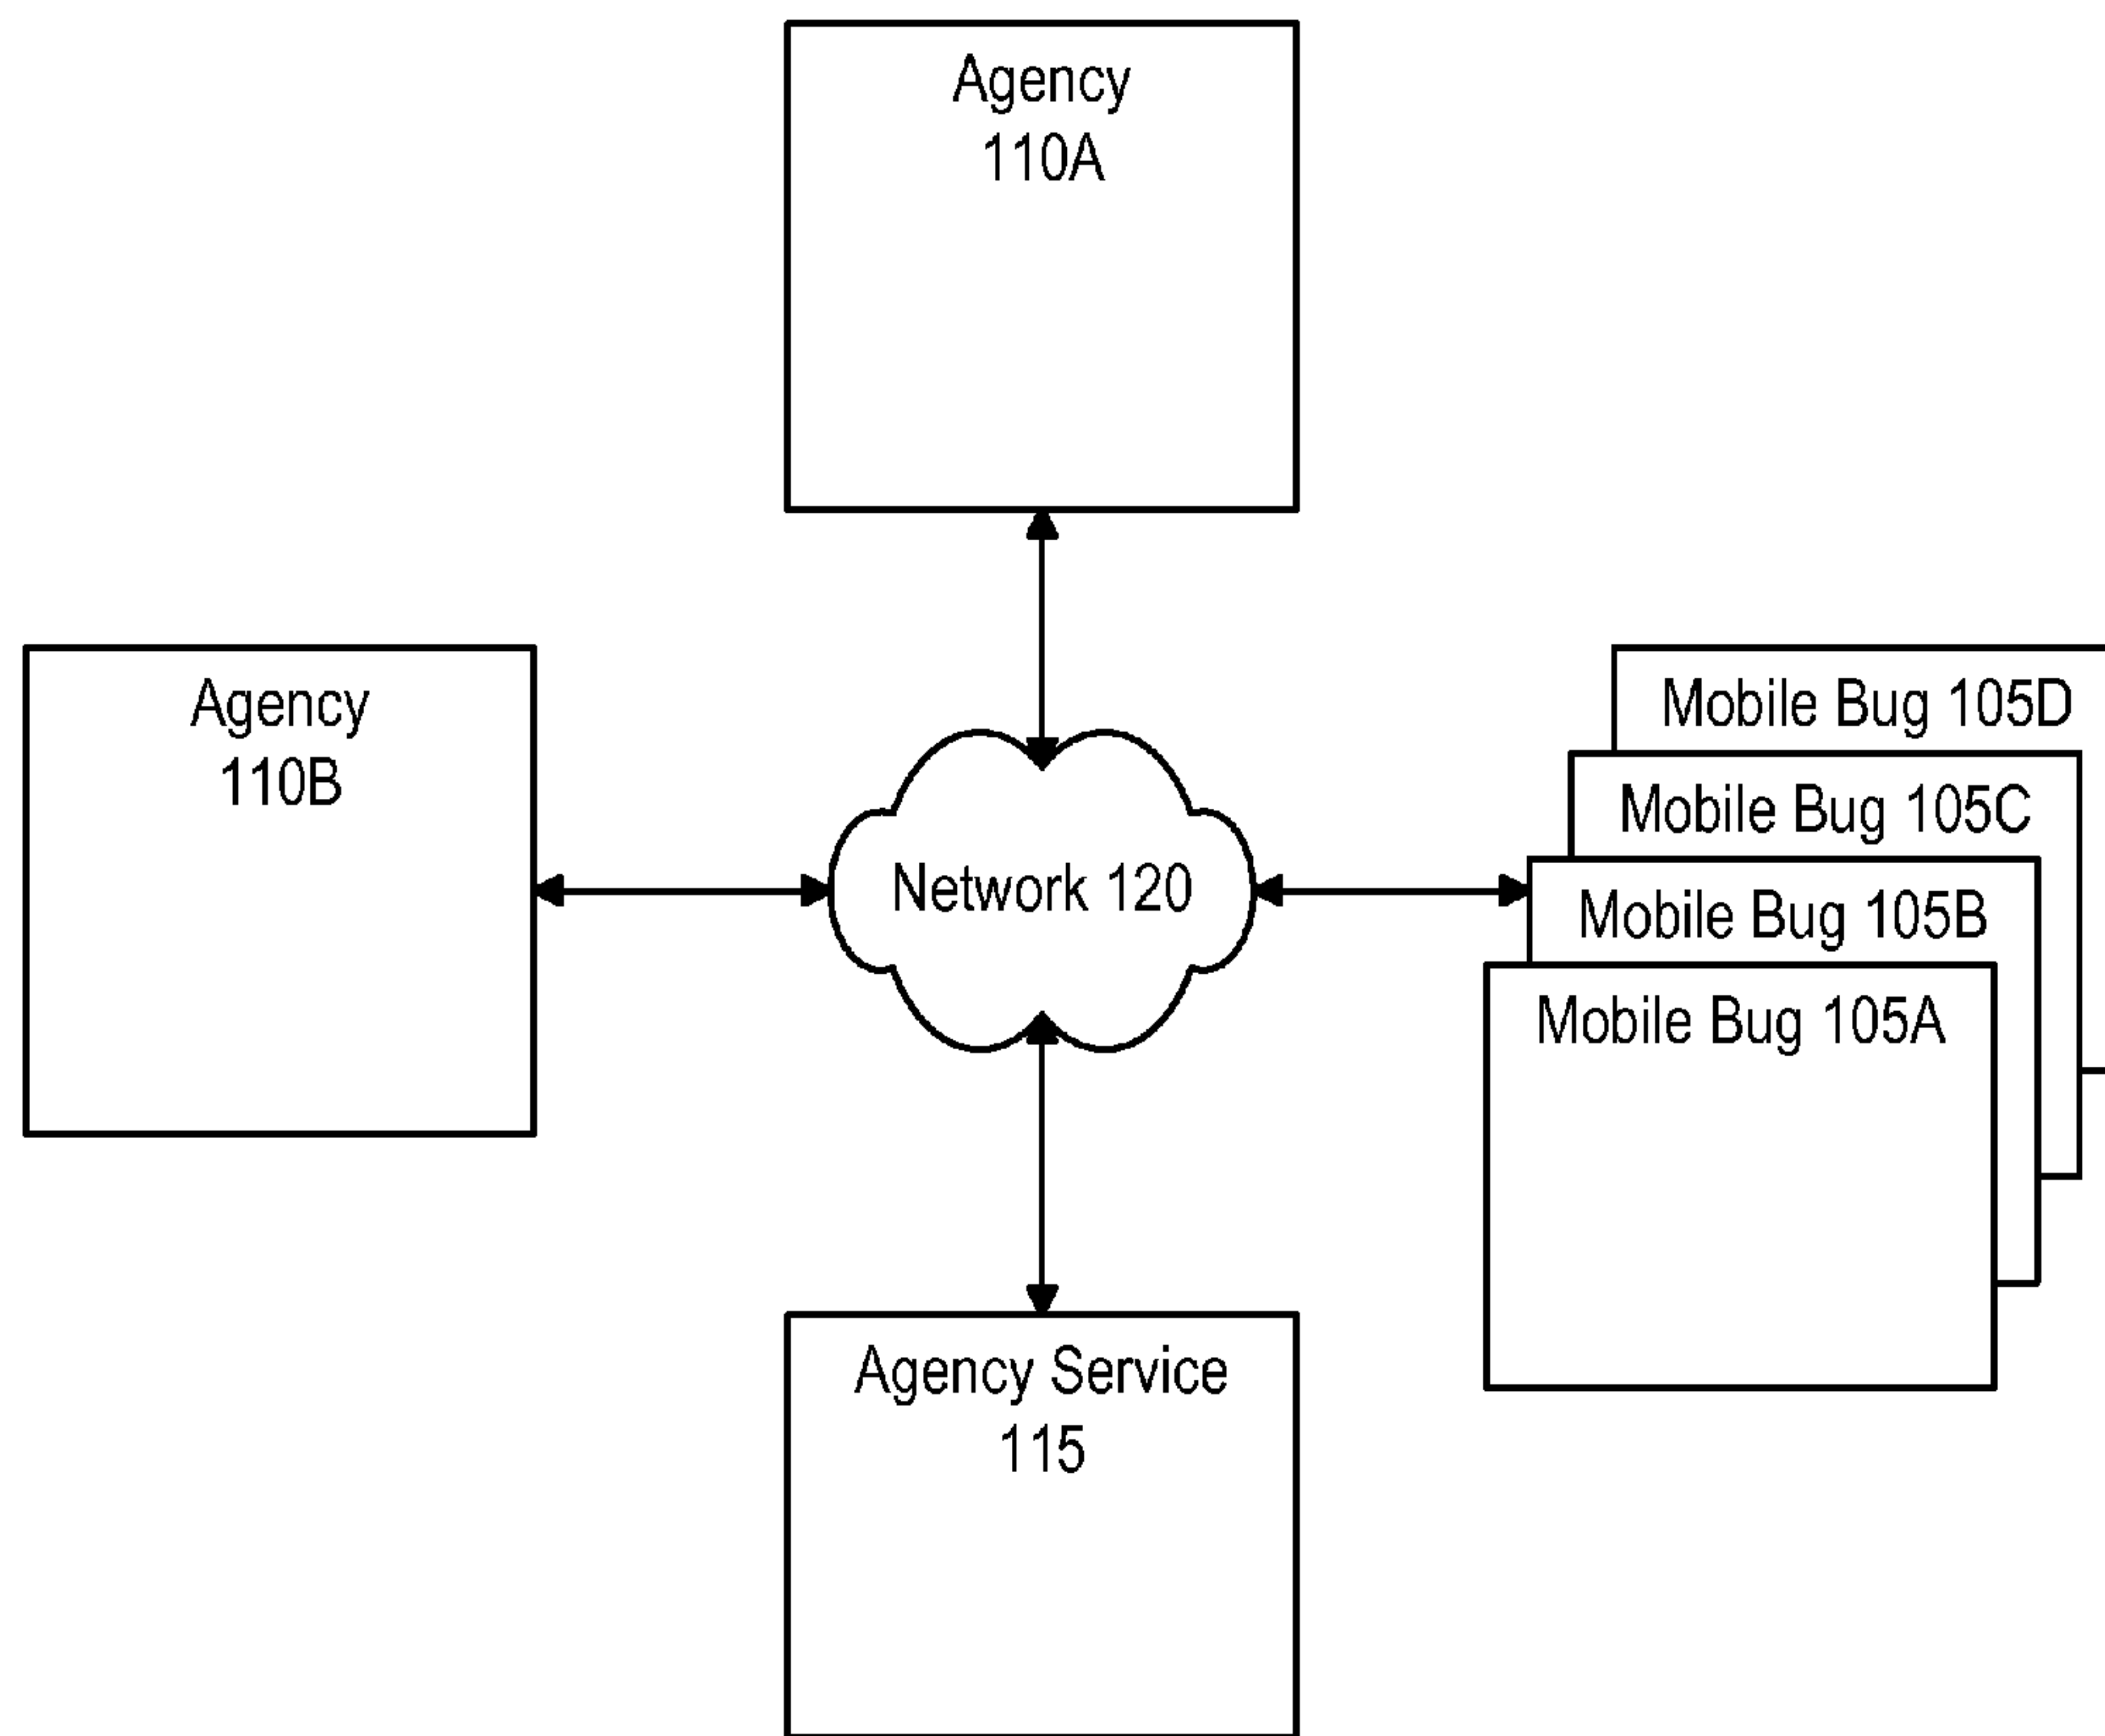 Agency
110A
Agency
110B
Network 120
Mobile Bug 105D
Mobile Bug 105C
Mobile Bug 105B
Mobile Bug 105A
Agency Service
115